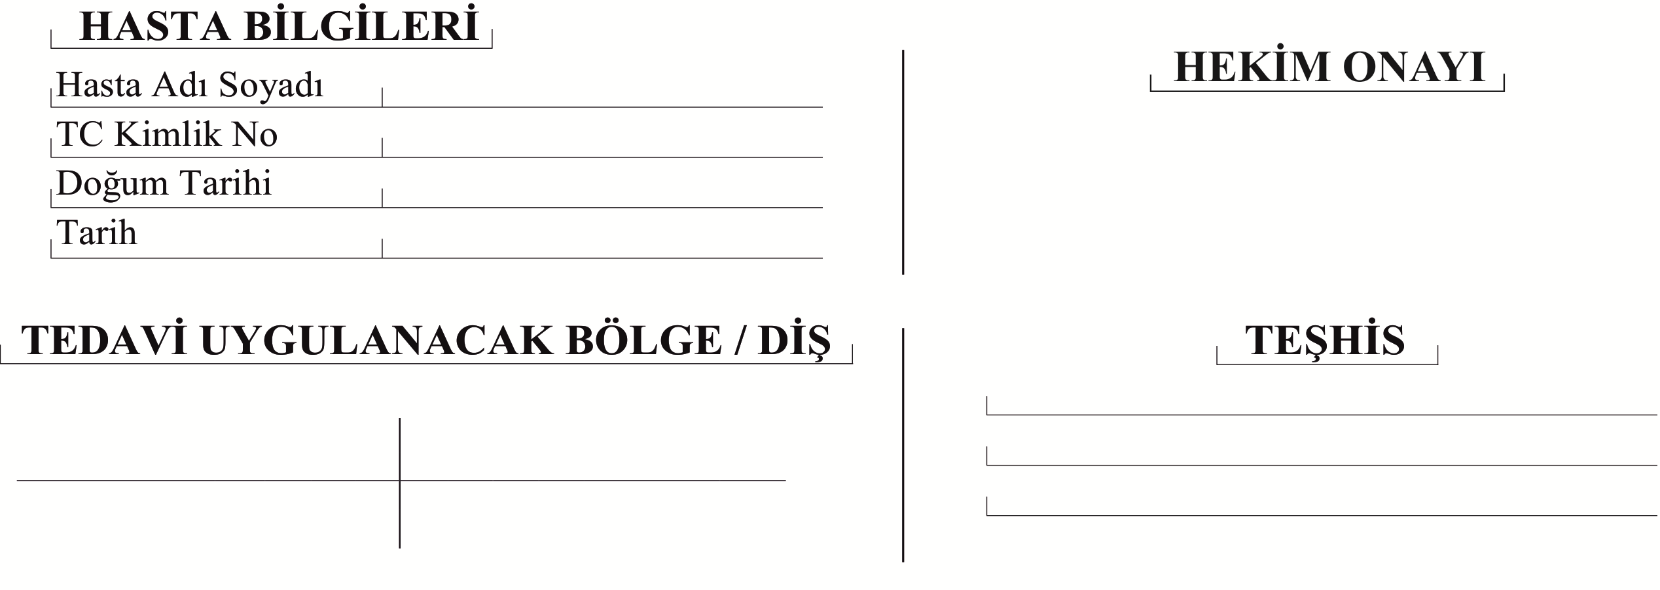 HASTA BİLGİLERİ
Hasta Adı Soyadı
TC Kimlik No
Doğum Tarihi
Tarih
HEKİM ONAYI
TEDAVİ UYGULANACAK BÖLGE / DİŞ
TEŞHİS